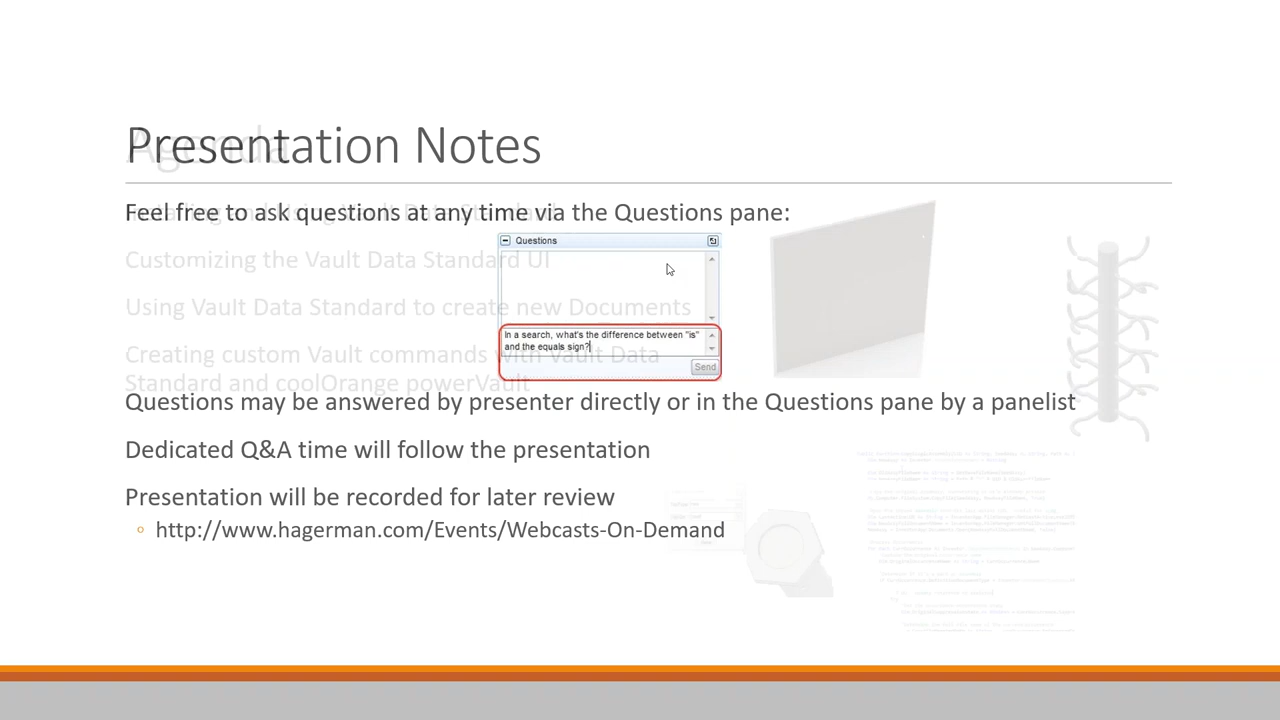 Presentation Notes
Agenda
Feel free to ask questions at any time via the Questions pane:
Questions
Customizing the Vault Data Standard UI
Using Vault Data Standard to create new Documents
In a search, what's the difference between "is"
and the equals sign?
Creating custom Vault commands with Vault Data
Standard and coolOrange powerVault
Send
Questions may be answered by presenter directly or in the Questions pane by a panelist
Dedicated Q&A time will follow the presentation
Presentation will be recorded for later review
http://www.hagerman.com/Events/Webcasts-On-Demand